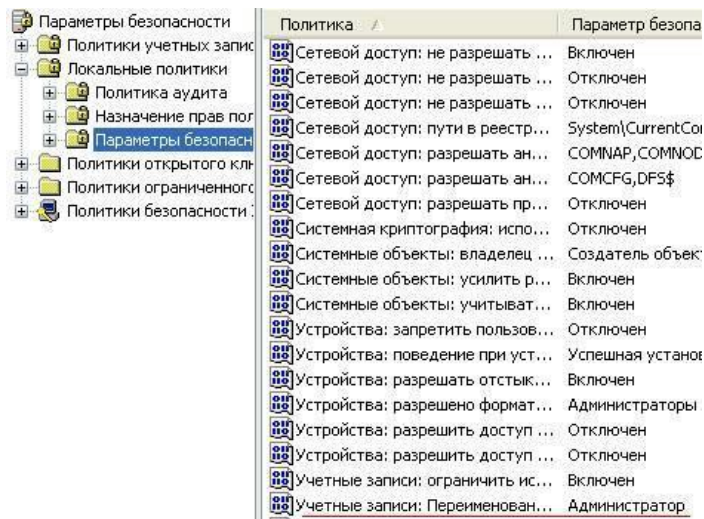 Параметры безопасности
Политики учетных запис
Локальные политики
Политика аудита
Назначение прав пол
Параметры безопасн
Политики открытого клю
Политики ограниченного
Политики безопасности
Политика Параметр безопа
Сетевой доступ: не разрешать ... Включен
Сетевой доступ: не разрешать ... Отключен
Сетевой доступ: не разрешать ... Отключен
Сетевой доступ: пути в реестр... System\CurrentCon
Сетевой доступ: разрешать ан... COMNAP,COMNOD
Сетевой доступ: разрешать ан... COMCFG,DFS$
Сетевой доступ: разрешать пр... Отключен
Системная криптография: испо... Отключен
Системные объекты: владелец ... Создатель объект
Системные объекты: усилить р... Включен
Системные объекты: учитыват... Включен
Устройства: запретить пользов... Отключен
Устройства: поведение при уст... Успешная установ
Устройства: разрешать отстык... Включен
Устройства: разрешено формат... Администраторы
Устройства: разрешить доступ ... Отключен
Устройства: разрешить доступ ... Отключен
Учетные записи: ограничить ис... Включен
Учетные записи: Переименован... Администратор